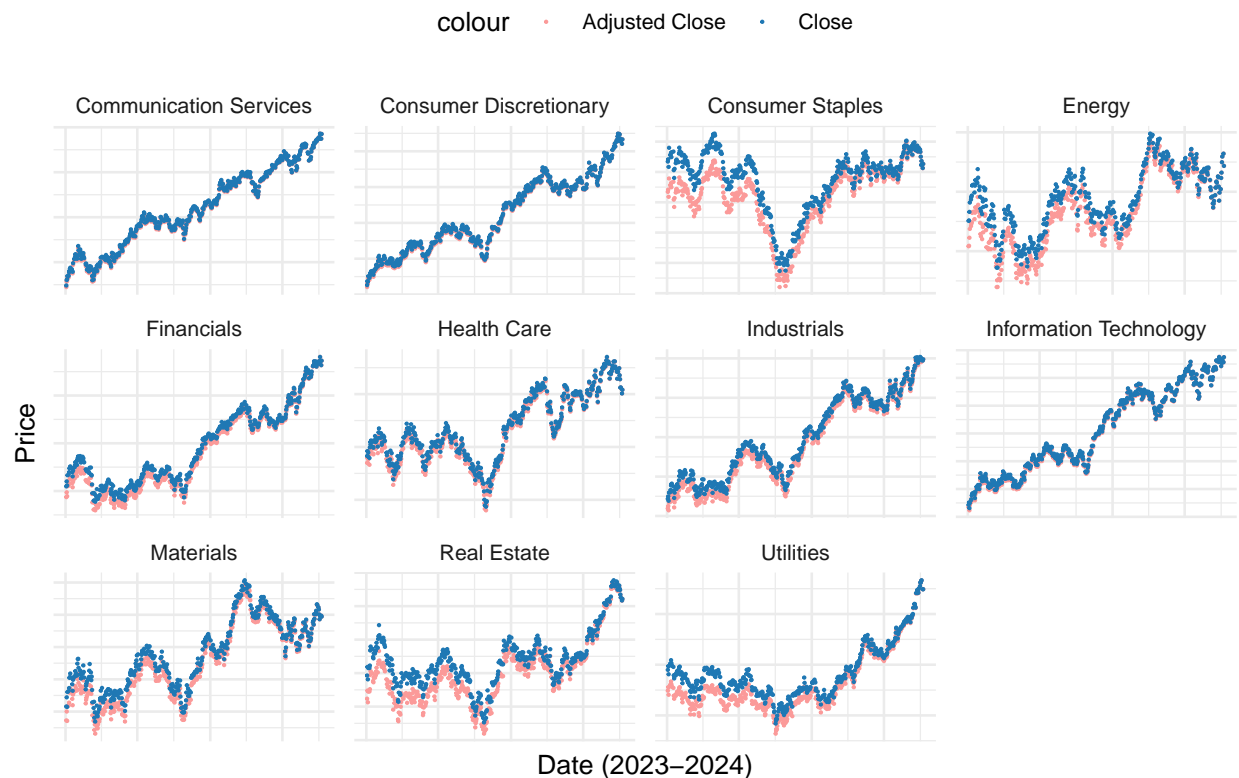 colour Adjusted Close Close
Communication Services Consumer Discretionary Consumer Staples Energy
Financials Health Care Industrials Information Technology
Materials Real Estate Utilities
Price
Date (2023–2024)